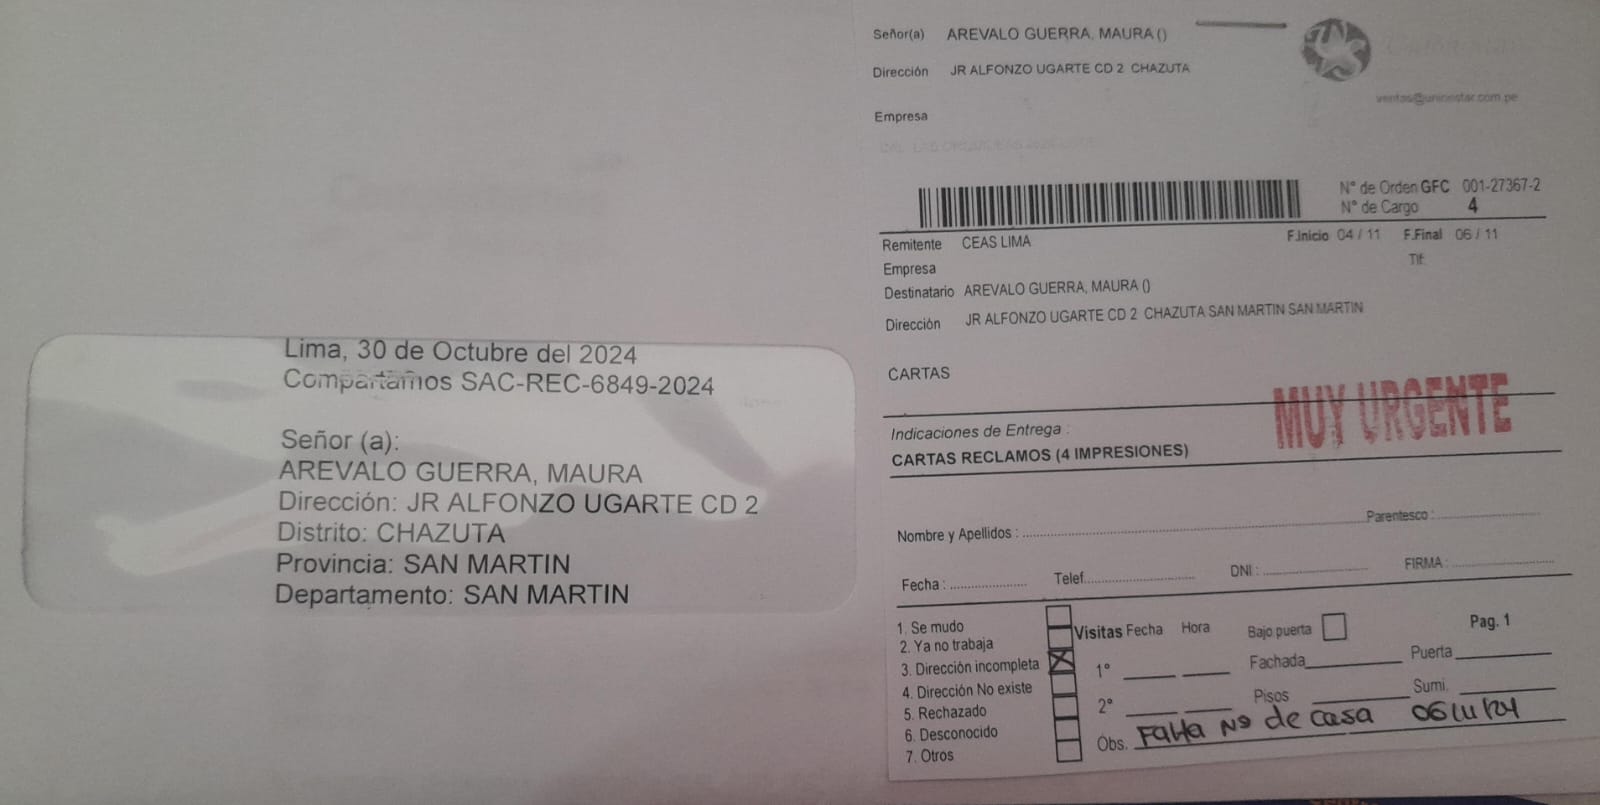 Lima, 30 de Octubre del 2024
Compartamos SAC-REC-6849-2024
Señor (a):
AREVALO GUERRA, MAURA
Dirección: JR ALFONZO UGARTE CD 2
Distrito: CHAZUTA
Provincia: SAN MARTIN
Departamento: SAN MARTIN
Señor(a) AREVALO GUERRA, MAURA ()
Dirección JR ALFONZO UGARTE CD 2 CHAZUTA
ventas@unionstar.com.pe
Empresa
N° de Orden GFC 001-27367-2
N° de Cargo 4
Remitente CEAS LIMA
F.Inicio 04 / 11 F.Final 06 / 11
Empresa
Tlf:
Destinatario AREVALO GUERRA, MAURA ()
Dirección JR ALFONZO UGARTE CD 2 CHAZUTA SAN MARTIN SAN MARTIN
CARTAS
MUY URGENTE
Indicaciones de Entrega :
CARTAS RECLAMOS (4 IMPRESIONES)
Nombre y Apellidos : Parentesco :
Fecha : Telef. DNI : FIRMA :
1. Se mudo
2. Ya no trabaja
3. Dirección incompleta
4. Dirección No existe
5. Rechazado
6. Desconocido
7. Otros
Visitas Fecha Hora Bajo puerta Pag. 1
1° Fachada Puerta
2° Pisos Sumi.
Obs. Falta N° de casa 06/11/24